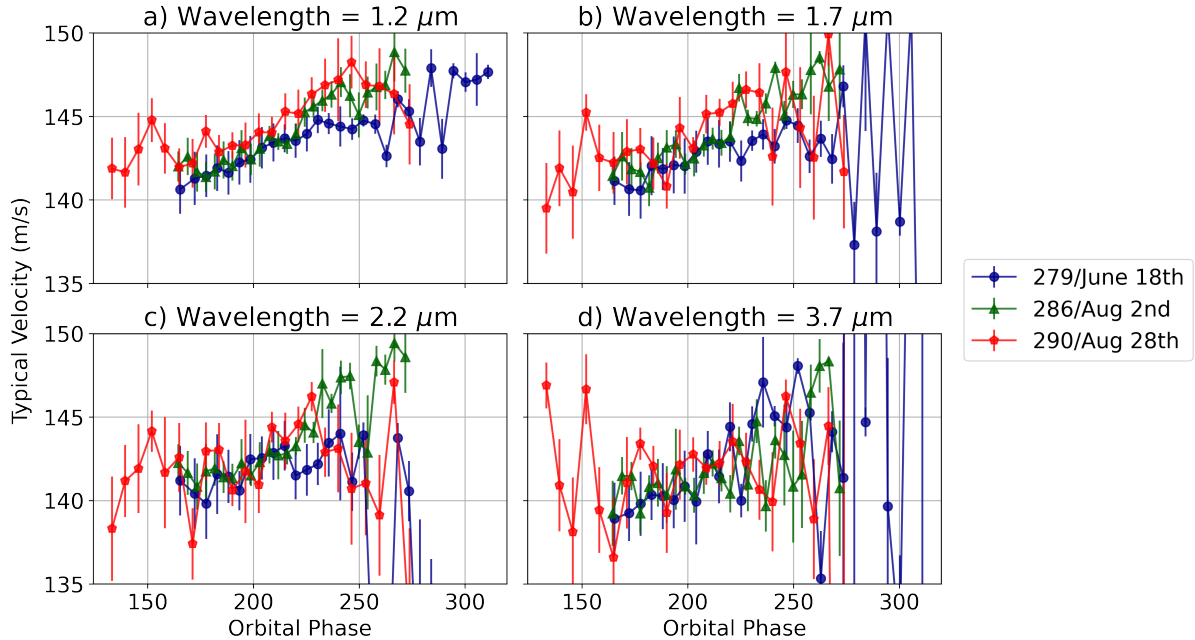 a) Wavelength = 1.2 μm
b) Wavelength = 1.7 μm
150
145
140
135
c) Wavelength = 2.2 μm
d) Wavelength = 3.7 μm
150
145
140
135
150
200
250
300
150
200
250
300
Orbital Phase
Orbital Phase
Typical Velocity (m/s)
279/June 18th
286/Aug 2nd
290/Aug 28th